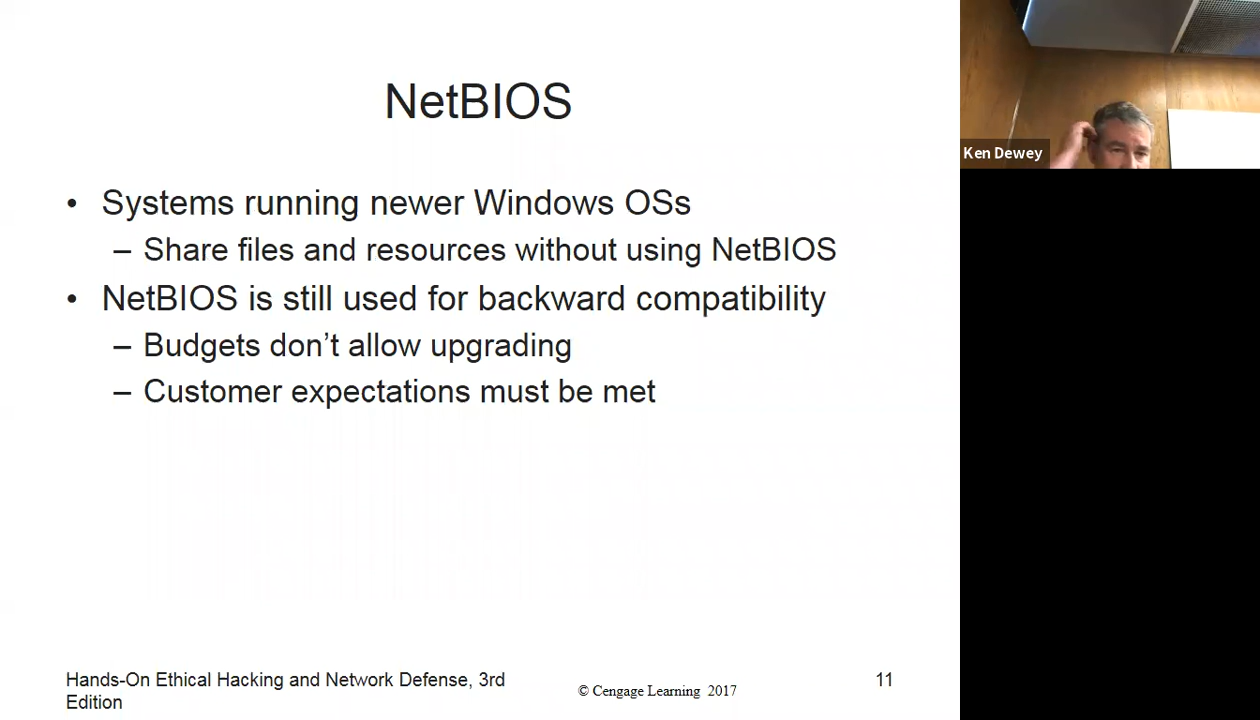 NetBIOS
• Systems running newer Windows OSs
– Share files and resources without using NetBIOS
• NetBIOS is still used for backward compatibility
– Budgets don’t allow upgrading
– Customer expectations must be met
Hands-On Ethical Hacking and Network Defense, 3rd
Edition
© Cengage Learning 2017
11
Ken Dewey